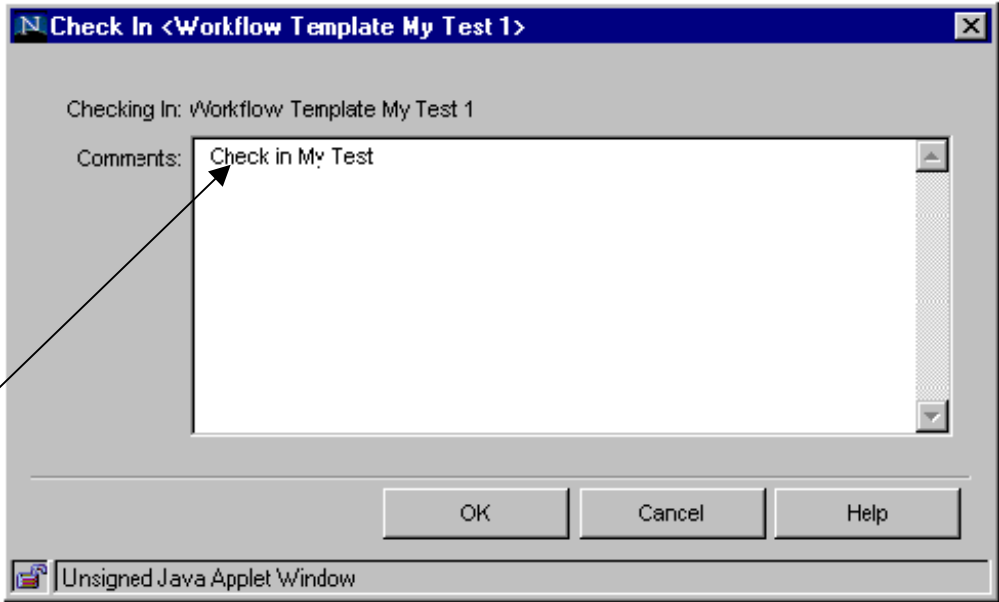 N Check In <Workflow Template My Test 1>
Checking In: Workflow Template My Test 1
Comments: Check in My Test
OK Cancel Help
Unsigned Java Applet Window